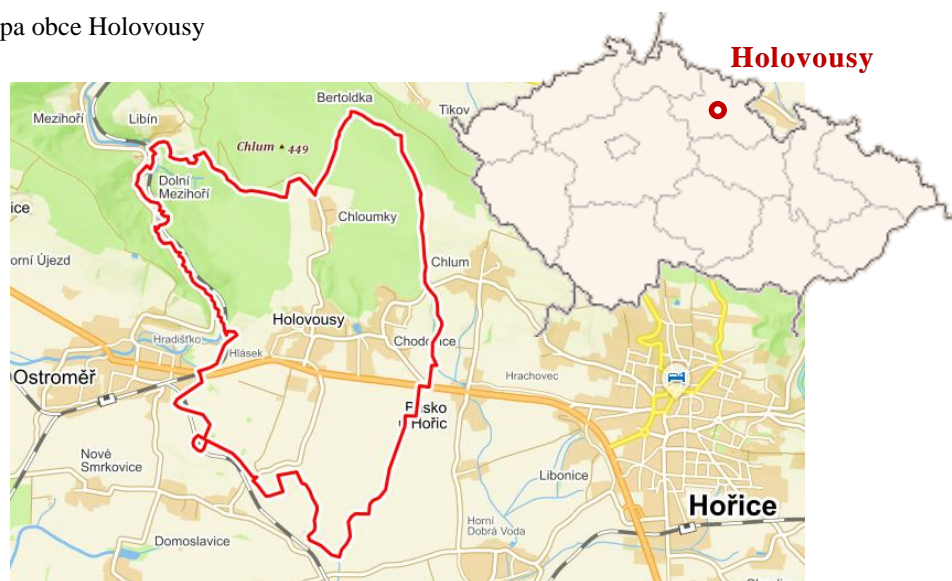 pa obce Holovousy
Holovousy
Bertoldka
Tikov
Mezihoří
Libín
Chlum ▲ 449
Dolní
Mezihoří
ice
Chloumky
orní Újezd
Chlum
Holovousy
Hradišťko
Chodovice
Hlásek
Ostroměř
Hrachovec
u Hořic
Nové
Smrkovice
Libonice
Hořice
Horní
Dobrá Voda
Domoslavice